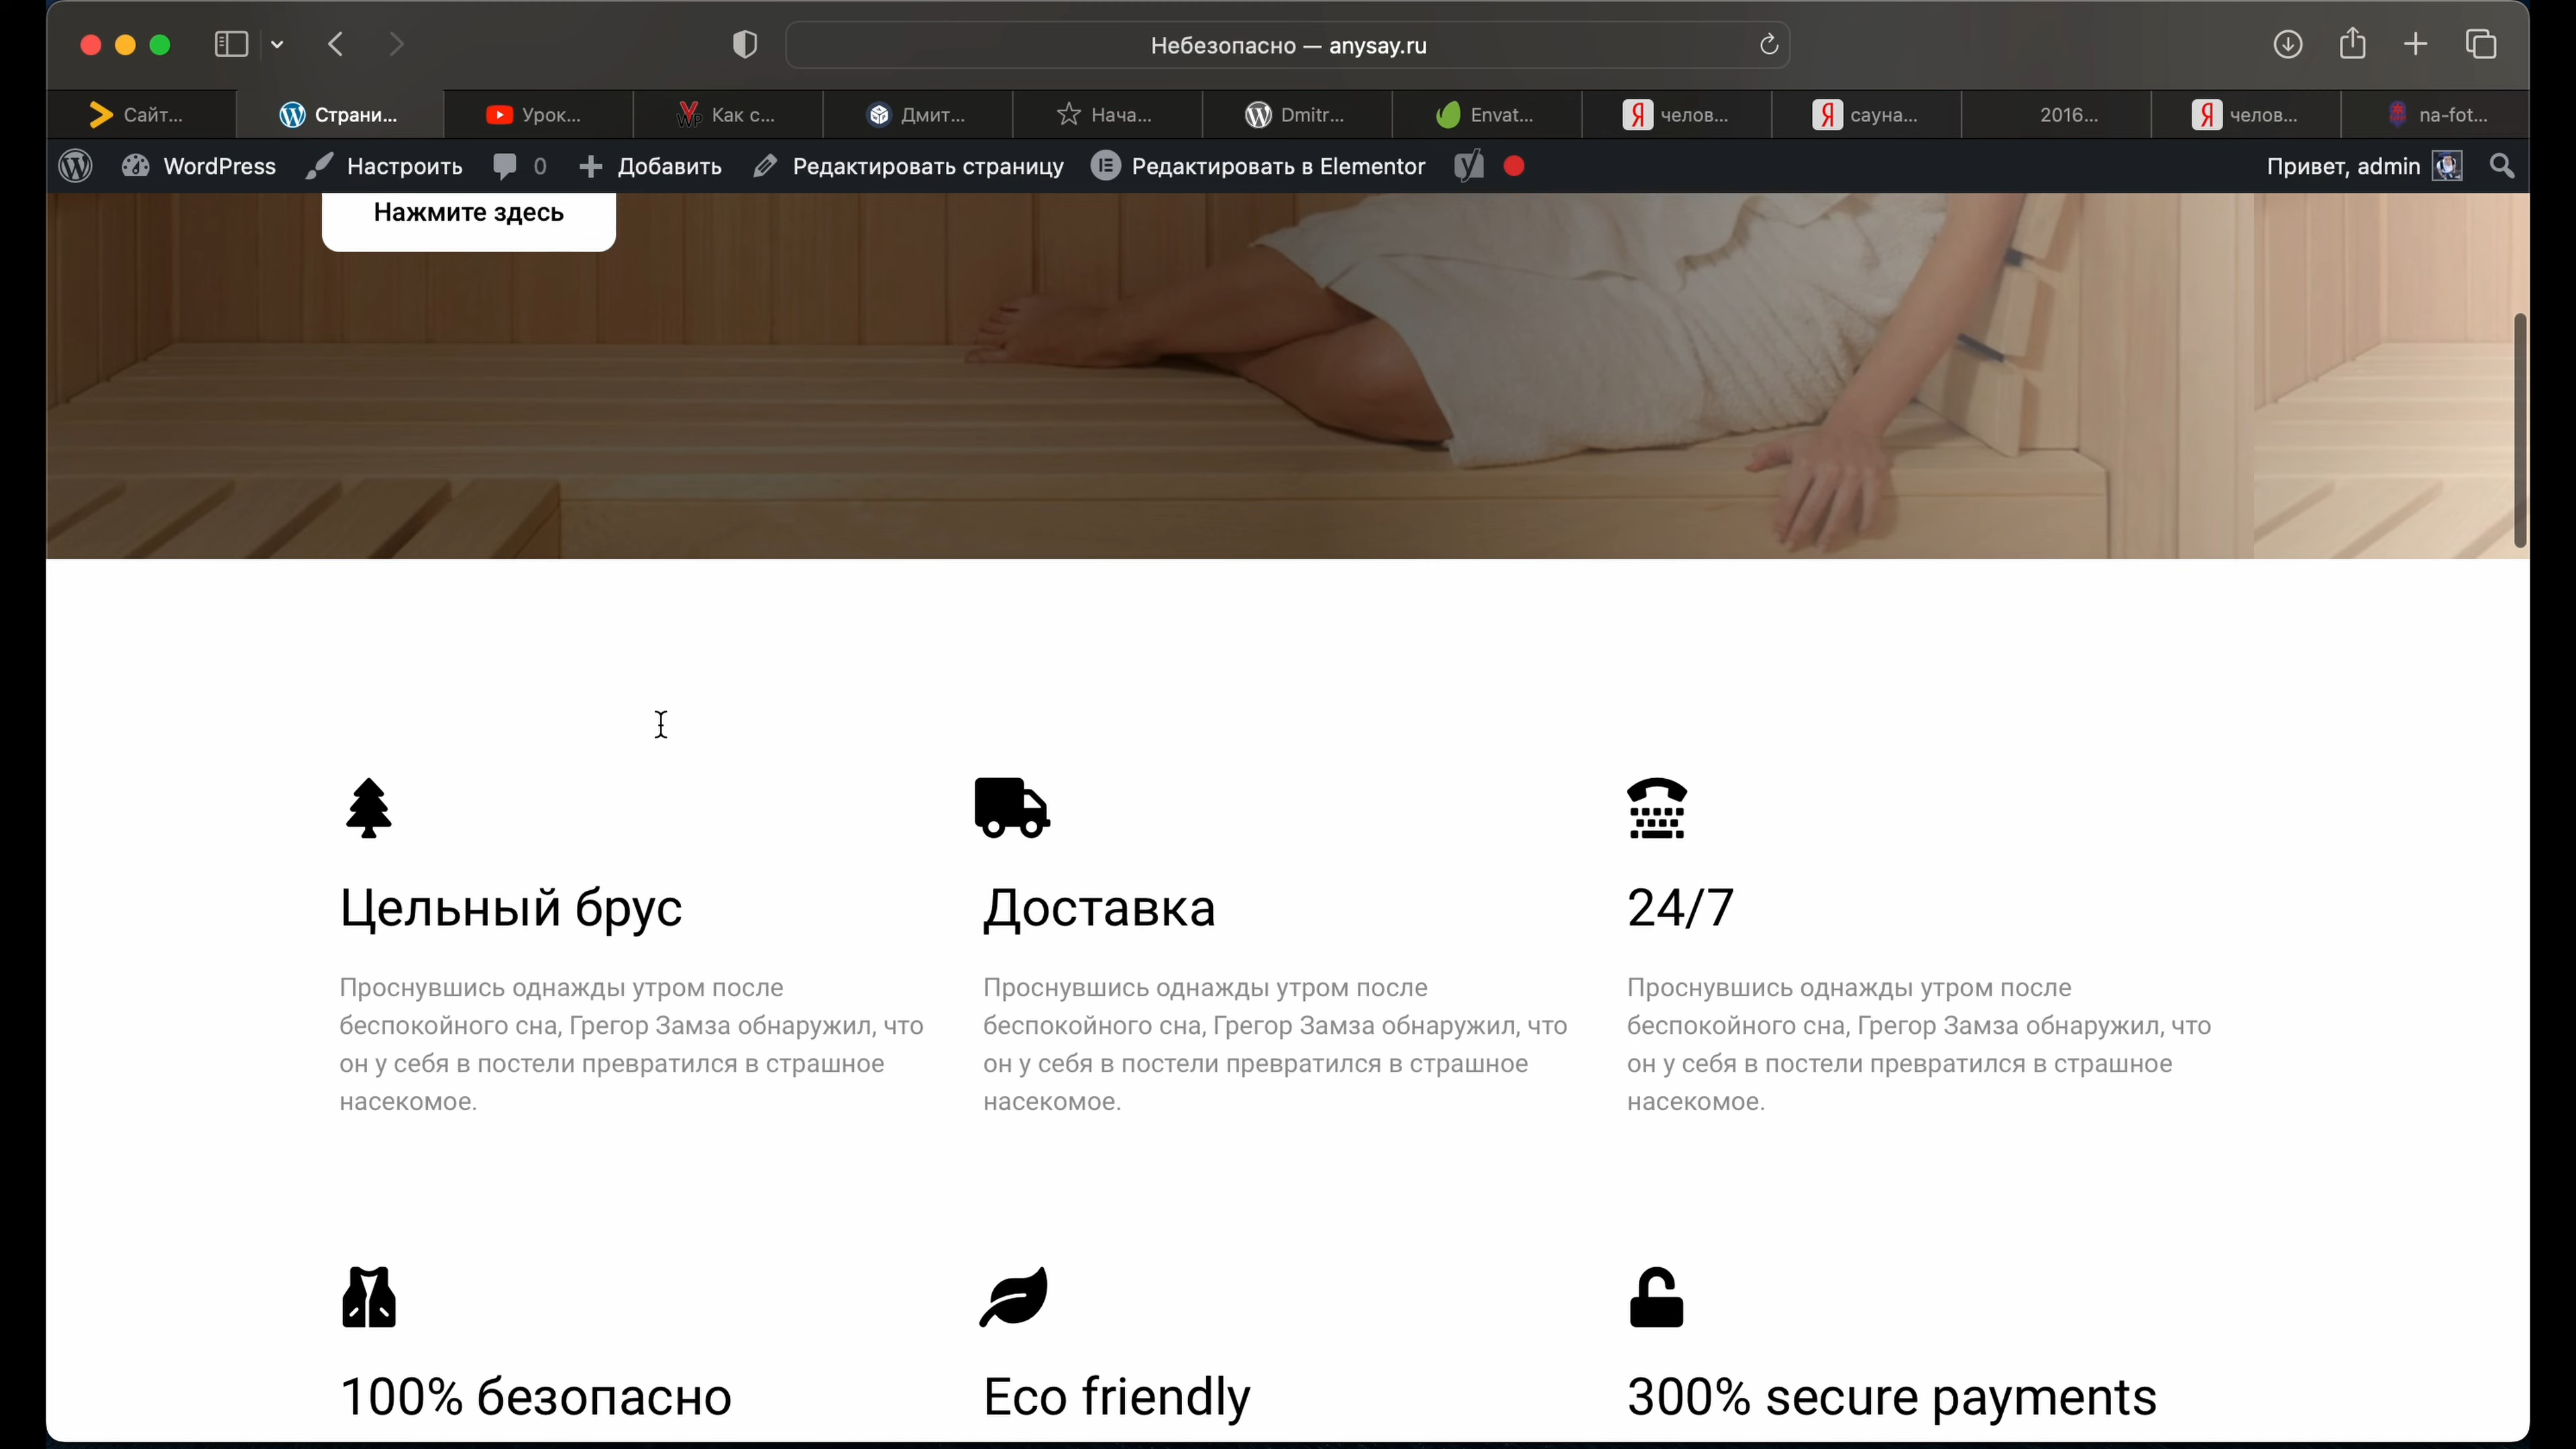 Небезопасно — anysay.ru
Сайт...
Страни...
Урок...
Как с...
Дмит...
Нача...
Dmitr...
Envat...
челов...
сауна...
2016...
челов...
na-fot...
WordPress
Настроить
0
Добавить
Редактировать страницу
Редактировать в Elementor
Привет, admin
Нажмите здесь
Цельный брус
Проснувшись однажды утром после
беспокойного сна, Грегор Замза обнаружил, что
он у себя в постели превратился в страшное
насекомое.
Доставка
Проснувшись однажды утром после
беспокойного сна, Грегор Замза обнаружил, что
он у себя в постели превратился в страшное
насекомое.
24/7
Проснувшись однажды утром после
беспокойного сна, Грегор Замза обнаружил, что
он у себя в постели превратился в страшное
насекомое.
100% безопасно
Eco friendly
300% secure payments